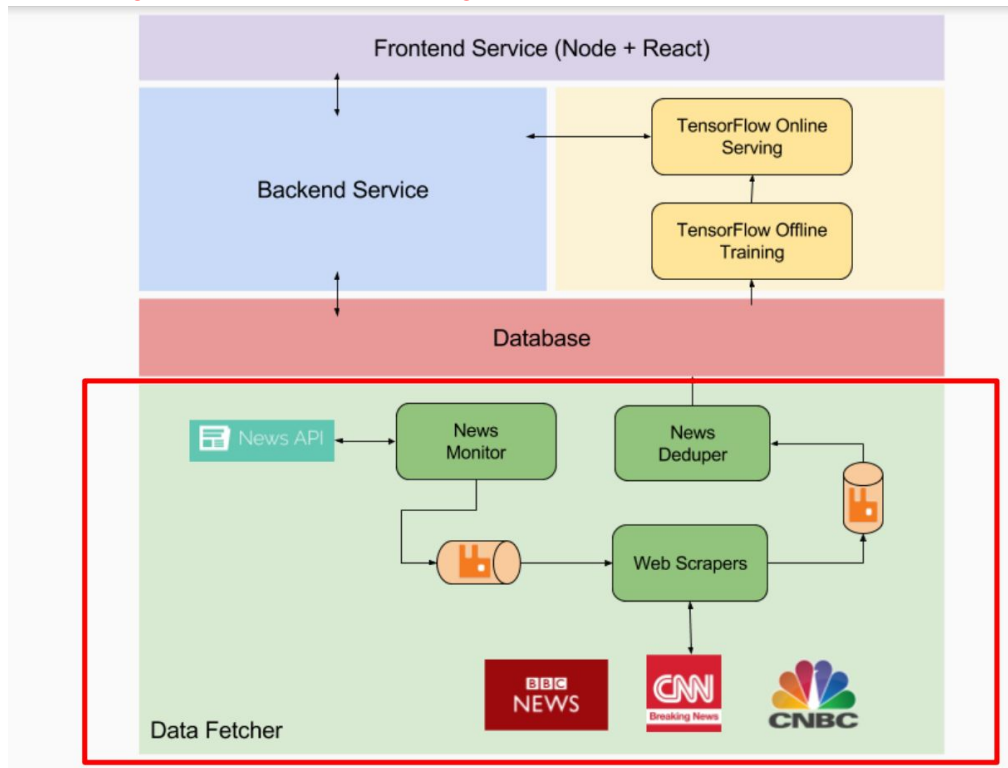 Frontend Service (Node + React)
TensorFlow Online
Serving
Backend Service
TensorFlow Offline
Training
Database
News API
News
Monitor
News
Deduper
Web Scrapers
BBC
NEWS
CNN
Breaking News
CNBC
Data Fetcher